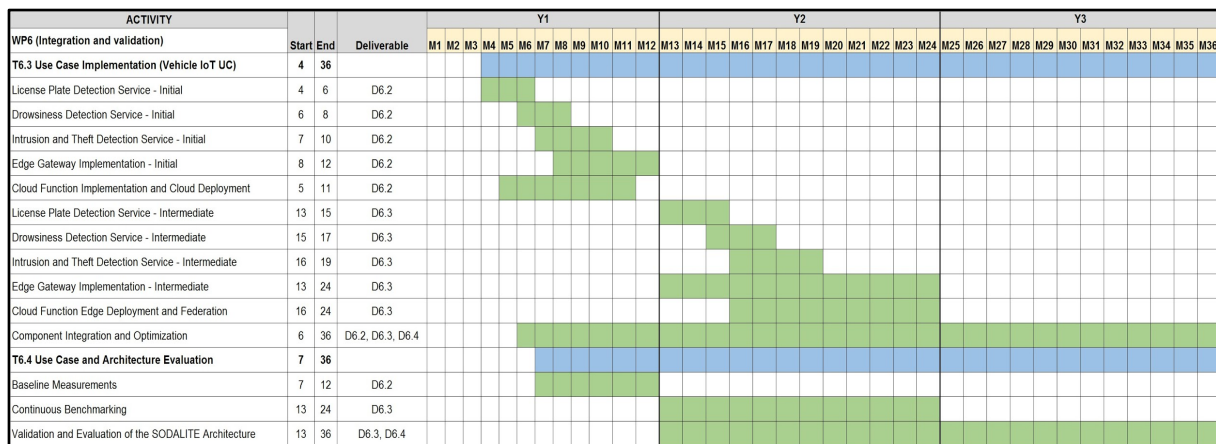 ACTIVITY Y1 Y2 Y3
WP6 (Integration and validation) Start End Deliverable M1 M2 M3 M4 M5 M6 M7 M8 M9 M10 M11 M12 M13 M14 M15 M16 M17 M18 M19 M20 M21 M22 M23 M24 M25 M26 M27 M28 M29 M30 M31 M32 M33 M34 M35 M36
T6.3 Use Case Implementation (Vehicle IoT UC) 4 36
License Plate Detection Service - Initial 4 6 D6.2
Drowsiness Detection Service - Initial 6 8 D6.2
Intrusion and Theft Detection Service - Initial 7 10 D6.2
Edge Gateway Implementation - Initial 8 12 D6.2
Cloud Function Implementation and Cloud Deployment 5 11 D6.2
License Plate Detection Service - Intermediate 13 15 D6.3
Drowsiness Detection Service - Intermediate 15 17 D6.3
Intrusion and Theft Detection Service - Intermediate 16 19 D6.3
Edge Gateway Implementation - Intermediate 13 24 D6.3
Cloud Function Edge Deployment and Federation 16 24 D6.3
Component Integration and Optimization 6 36 D6.2, D6.3, D6.4
T6.4 Use Case and Architecture Evaluation 7 36
Baseline Measurements 7 12 D6.2
Continuous Benchmarking 13 24 D6.3
Validation and Evaluation of the SODALITE Architecture 13 36 D6.3, D6.4